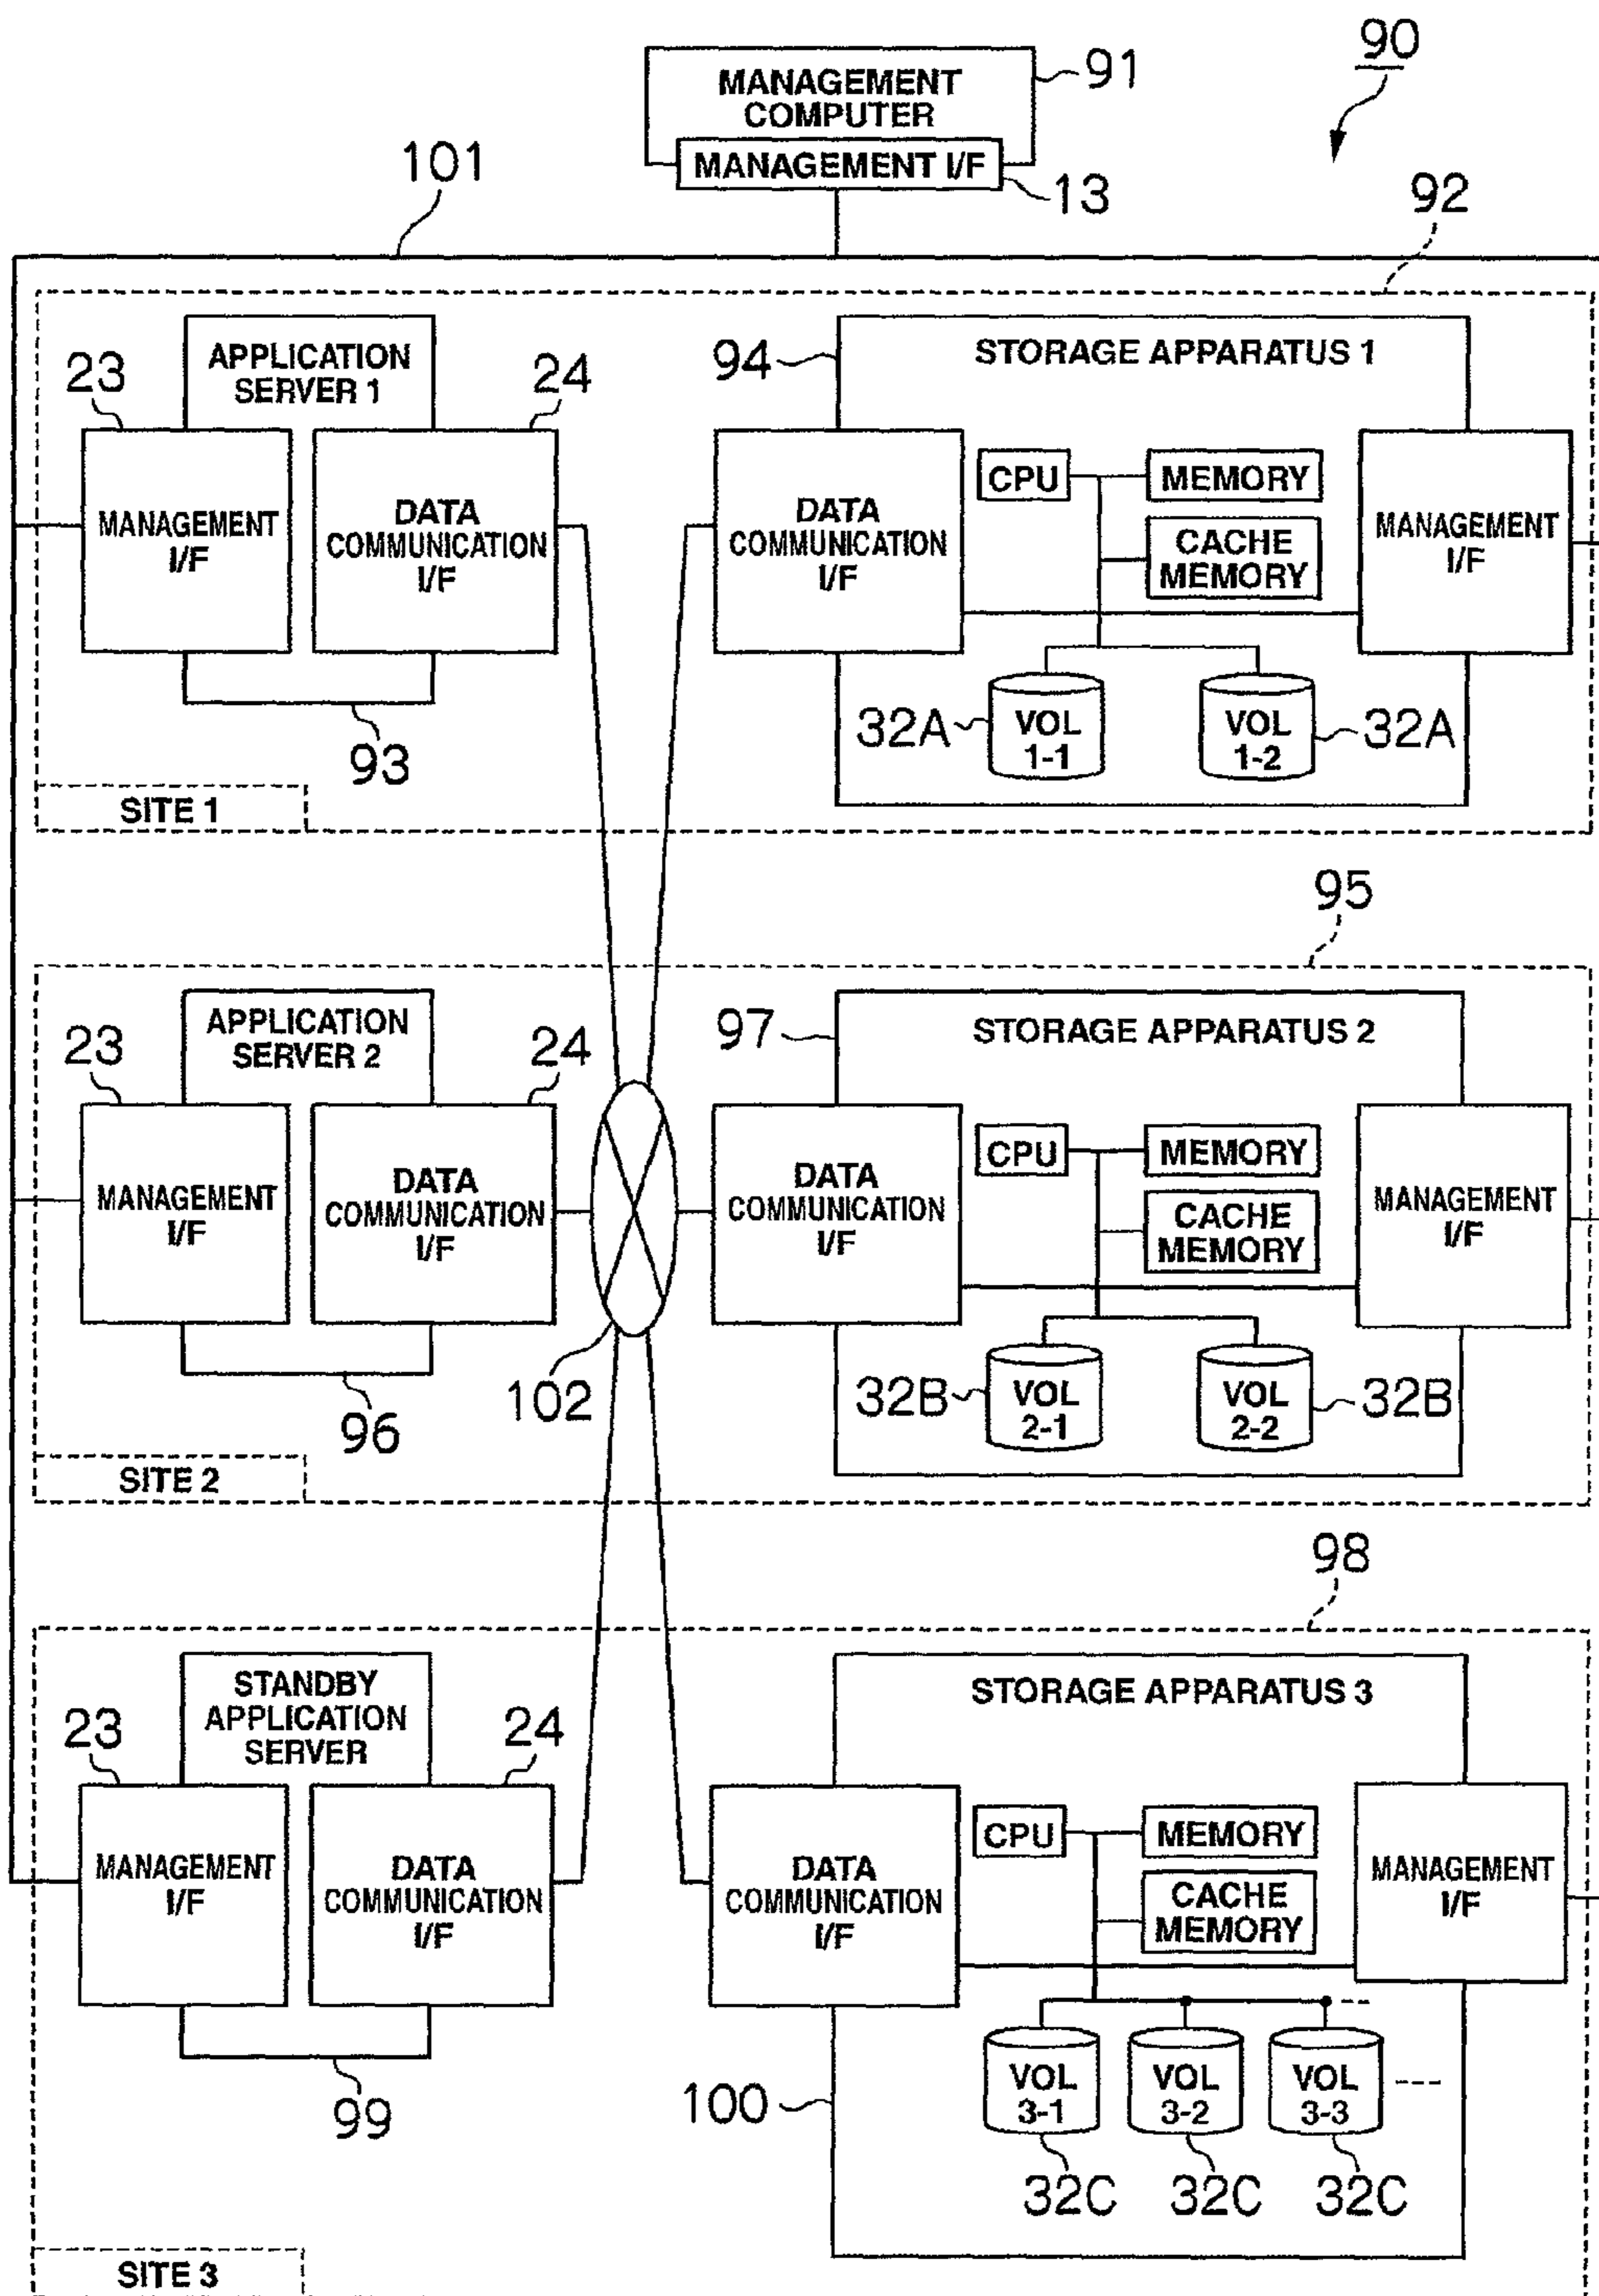 90
MANAGEMENT
COMPUTER
91
MANAGEMENT I/F
13
101
92
APPLICATION
SERVER 1
23
24
MANAGEMENT
I/F
DATA
COMMUNICATION
I/F
93
SITE 1
94
STORAGE APPARATUS 1
DATA
COMMUNICATION
I/F
CPU
MEMORY
CACHE
MEMORY
MANAGEMENT
I/F
32A
VOL
1-1
VOL
1-2
32A
95
APPLICATION
SERVER 2
23
24
MANAGEMENT
I/F
DATA
COMMUNICATION
I/F
96
102
SITE 2
97
STORAGE APPARATUS 2
DATA
COMMUNICATION
I/F
CPU
MEMORY
CACHE
MEMORY
MANAGEMENT
I/F
32B
VOL
2-1
VOL
2-2
32B
98
STANDBY
APPLICATION
SERVER
23
24
MANAGEMENT
I/F
DATA
COMMUNICATION
I/F
99
SITE 3
STORAGE APPARATUS 3
DATA
COMMUNICATION
I/F
CPU
MEMORY
CACHE
MEMORY
MANAGEMENT
I/F
100
VOL
3-1
VOL
3-2
VOL
3-3
32C
32C
32C